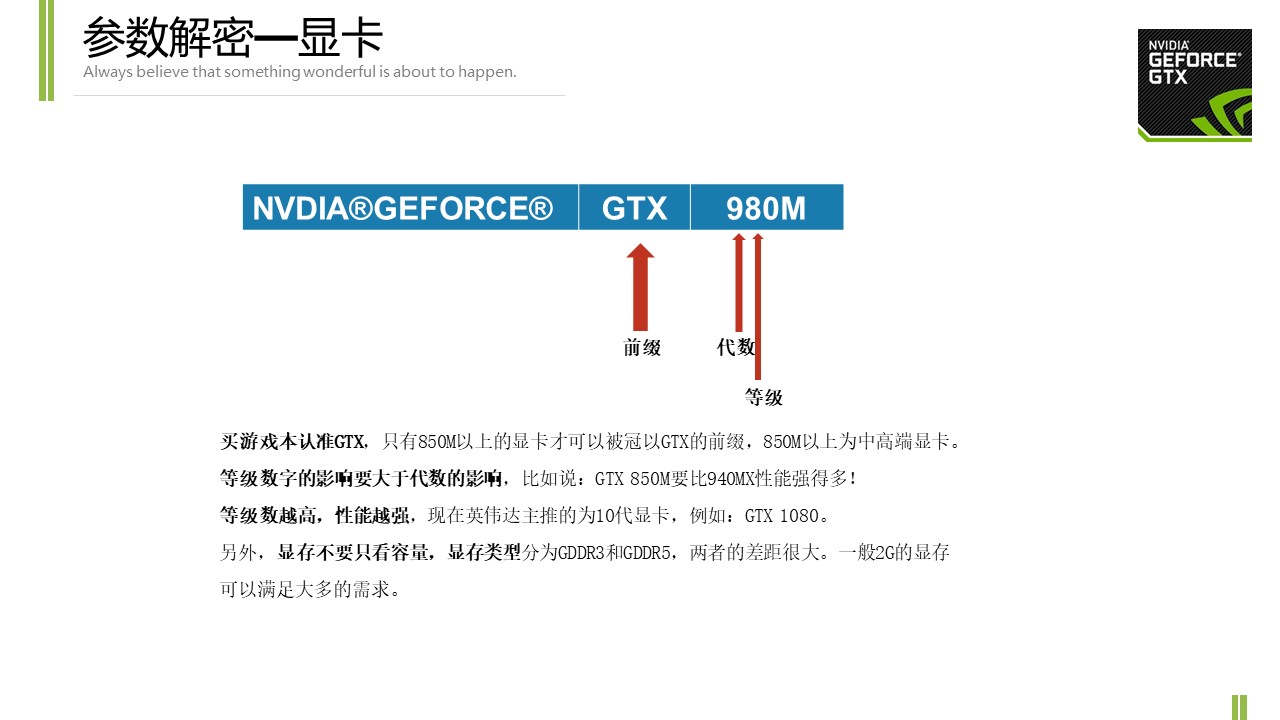 参数解密—显卡
Always believe that something wonderful is about to happen.
NVIDIA®
GEFORCE®
GTX
NVDIA®GEFORCE® GTX 980M
前缀 代数
等级
买游戏本认准GTX，只有850M以上的显卡才可以被冠以GTX的前缀，850M以上为中高端显卡。
等级数字的影响要大于代数的影响，比如说：GTX 850M要比940MX性能强得多！
等级数越高，性能越强，现在英伟达主推的为10代显卡，例如：GTX 1080。
另外，显存不要只看容量，显存类型分为GDDR3和GDDR5，两者的差距很大。一般2G的显存
可以满足大多的需求。